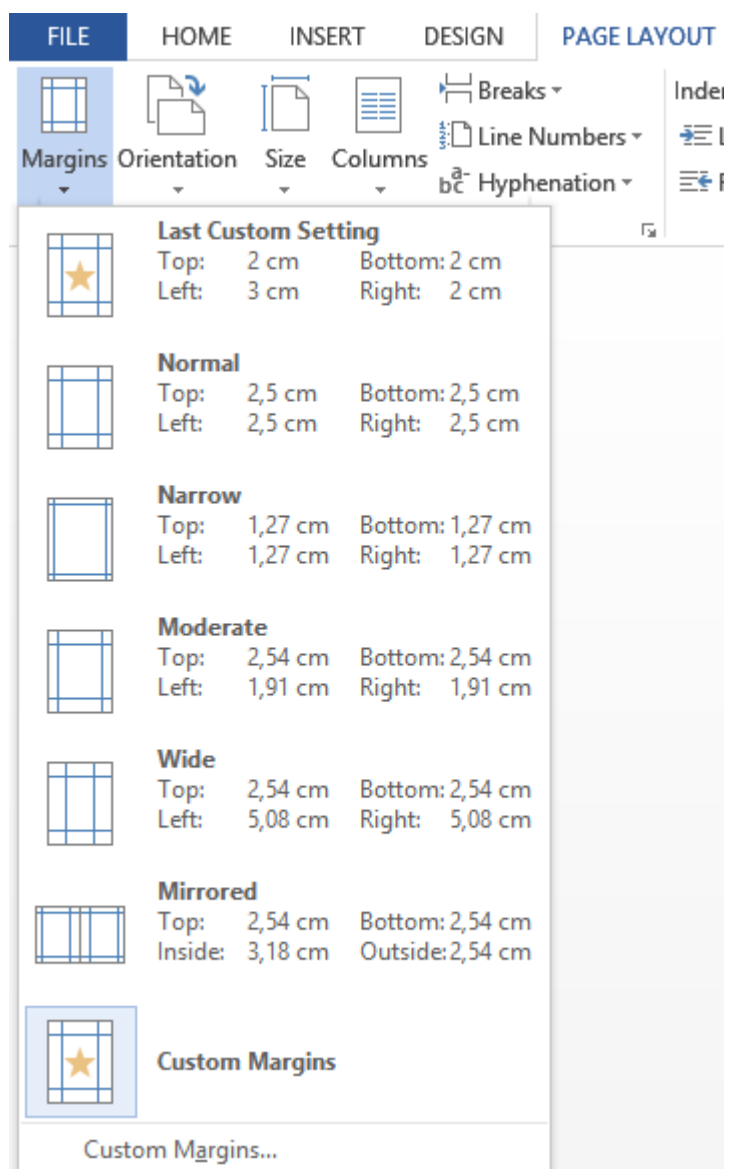 FILE HOME INSERT DESIGN PAGE LAYOUT
Breaks
Line Numbers
Margins Orientation Size Columns
Hyphenation
Last Custom Setting
Top: 2 cm Bottom: 2 cm
Left: 3 cm Right: 2 cm
Normal
Top: 2,5 cm Bottom: 2,5 cm
Left: 2,5 cm Right: 2,5 cm
Narrow
Top: 1,27 cm Bottom: 1,27 cm
Left: 1,27 cm Right: 1,27 cm
Moderate
Top: 2,54 cm Bottom: 2,54 cm
Left: 1,91 cm Right: 1,91 cm
Wide
Top: 2,54 cm Bottom: 2,54 cm
Left: 5,08 cm Right: 5,08 cm
Mirrored
Top: 2,54 cm Bottom: 2,54 cm
Inside: 3,18 cm Outside: 2,54 cm
Custom Margins
Custom Margins...